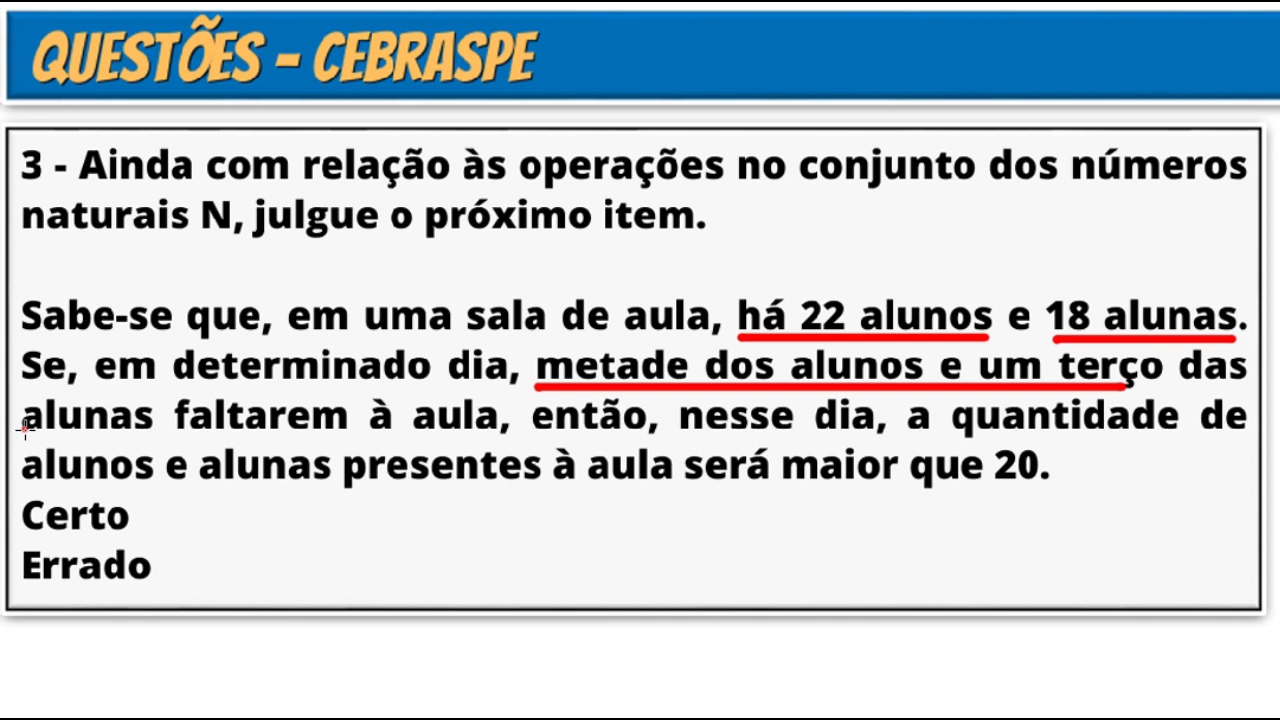 QUESTÕES - CEBRASPE
3 - Ainda com relação às operações no conjunto dos números
naturais N, julgue o próximo item.
Sabe-se que, em uma sala de aula, há 22 alunos e 18 alunas.
Se, em determinado dia, metade dos alunos e um terço das
alunas faltarem à aula, então, nesse dia, a quantidade de
alunos e alunas presentes à aula será maior que 20.
Certo
Errado